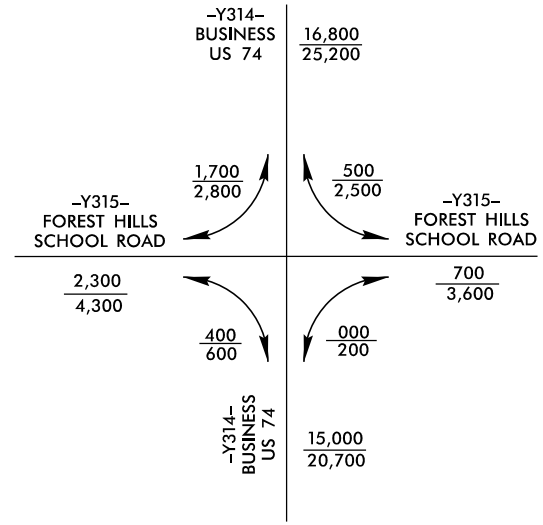 –Y314–
BUSINESS
US 74
16,800
25,200
1,700
2,800
500
2,500
–Y315–
FOREST HILLS
SCHOOL ROAD
–Y315–
FOREST HILLS
SCHOOL ROAD
2,300
4,300
700
3,600
400
600
000
200
–Y314–
BUSINESS
US 74
15,000
20,700